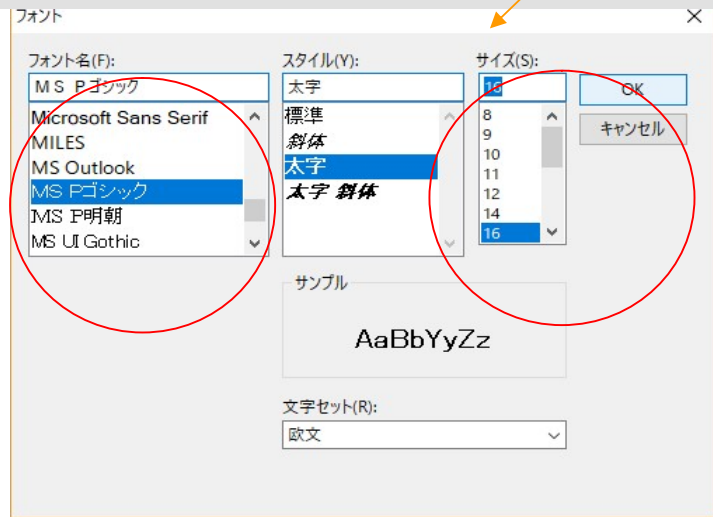 フォント
フォント名(F):
MS Pゴシック
Microsoft Sans Serif
MILES
MS Outlook
MS Pゴシック
MS P明朝
MS UI Gothic
スタイル(Y):
太字
標準
斜体
太字
太字 斜体
サイズ(S):
16
8
9
10
11
12
14
16
OK
キャンセル
サンプル
AaBbYyZz
文字セット(R):
欧文